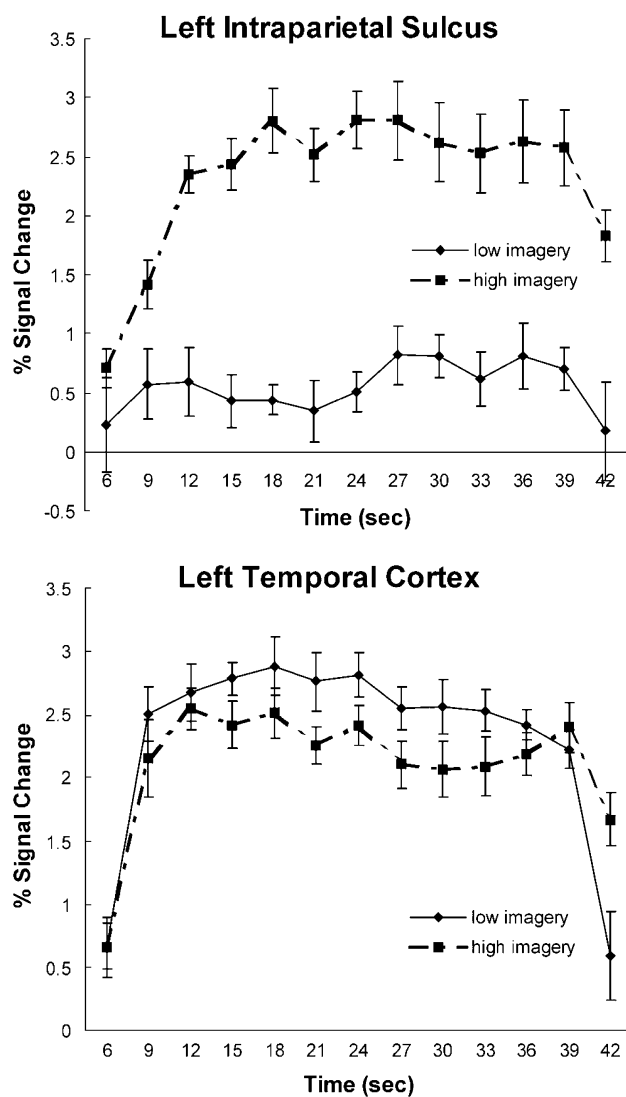 Left Intraparietal Sulcus
3.5
3
2.5
2
1.5
1
0.5
0
-0.5
% Signal Change
low imagery
high imagery
6 9 12 15 18 21 24 27 30 33 36 39 42
Time (sec)
Left Temporal Cortex
3.5
3
2.5
2
1.5
1
0.5
0
% Signal Change
low imagery
high imagery
6 9 12 15 18 21 24 27 30 33 36 39 42
Time (sec)